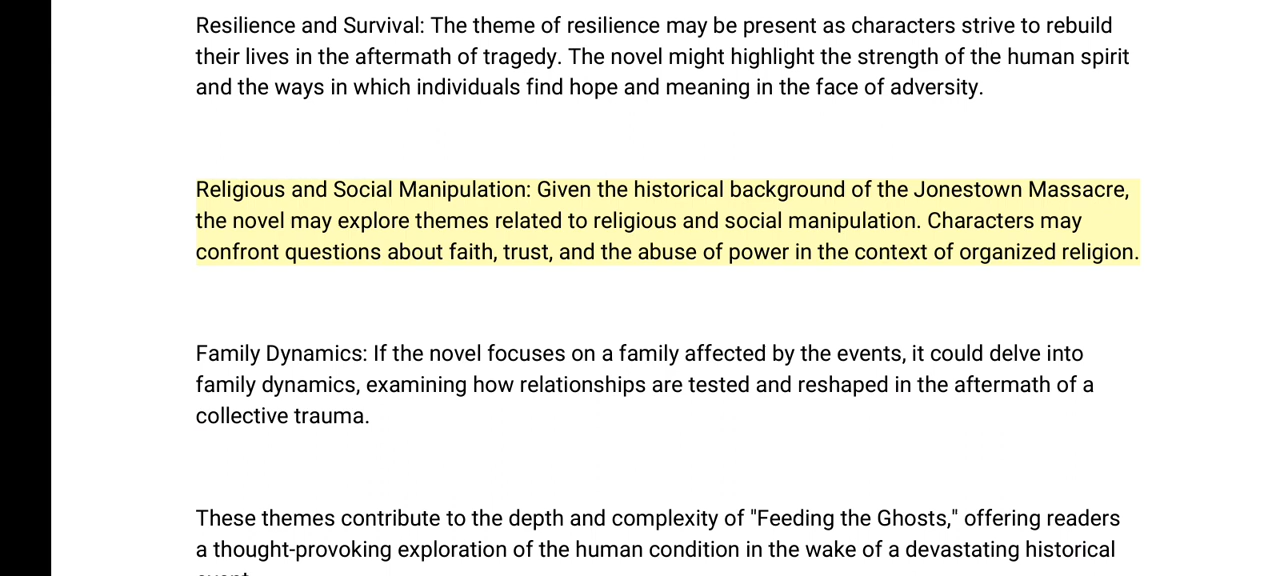 Resilience and Survival: The theme of resilience may be present as characters strive to rebuild
their lives in the aftermath of tragedy. The novel might highlight the strength of the human spirit
and the ways in which individuals find hope and meaning in the face of adversity.
Religious and Social Manipulation: Given the historical background of the Jonestown Massacre,
the novel may explore themes related to religious and social manipulation. Characters may
confront questions about faith, trust, and the abuse of power in the context of organized religion.
Family Dynamics: If the novel focuses on a family affected by the events, it could delve into
family dynamics, examining how relationships are tested and reshaped in the aftermath of a
collective trauma.
These themes contribute to the depth and complexity of "Feeding the Ghosts," offering readers
a thought-provoking exploration of the human condition in the wake of a devastating historical